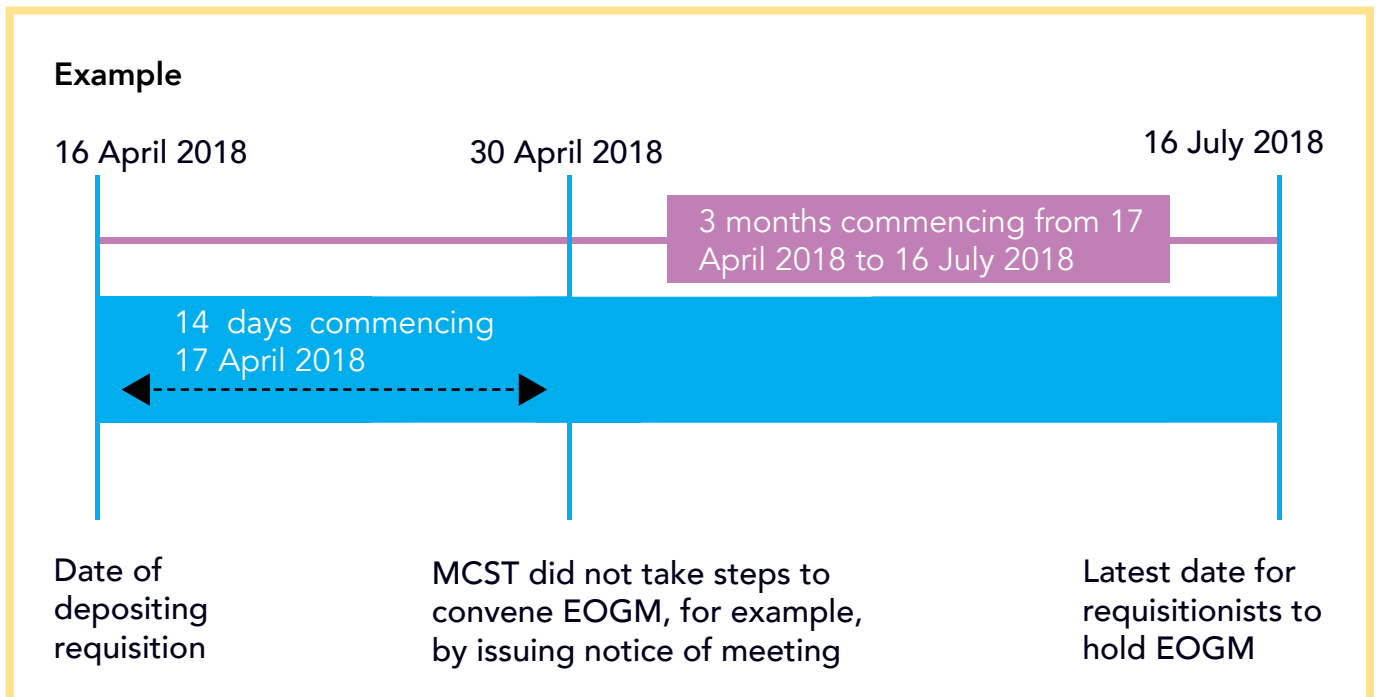 Example
16 April 2018
30 April 2018
16 July 2018
3 months commencing from 17
April 2018 to 16 July 2018
14 days commencing
17 April 2018
Date of
depositing
requisition
MCST did not take steps to
convene EOGM, for example,
by issuing notice of meeting
Latest date for
requisitionists to
hold EOGM